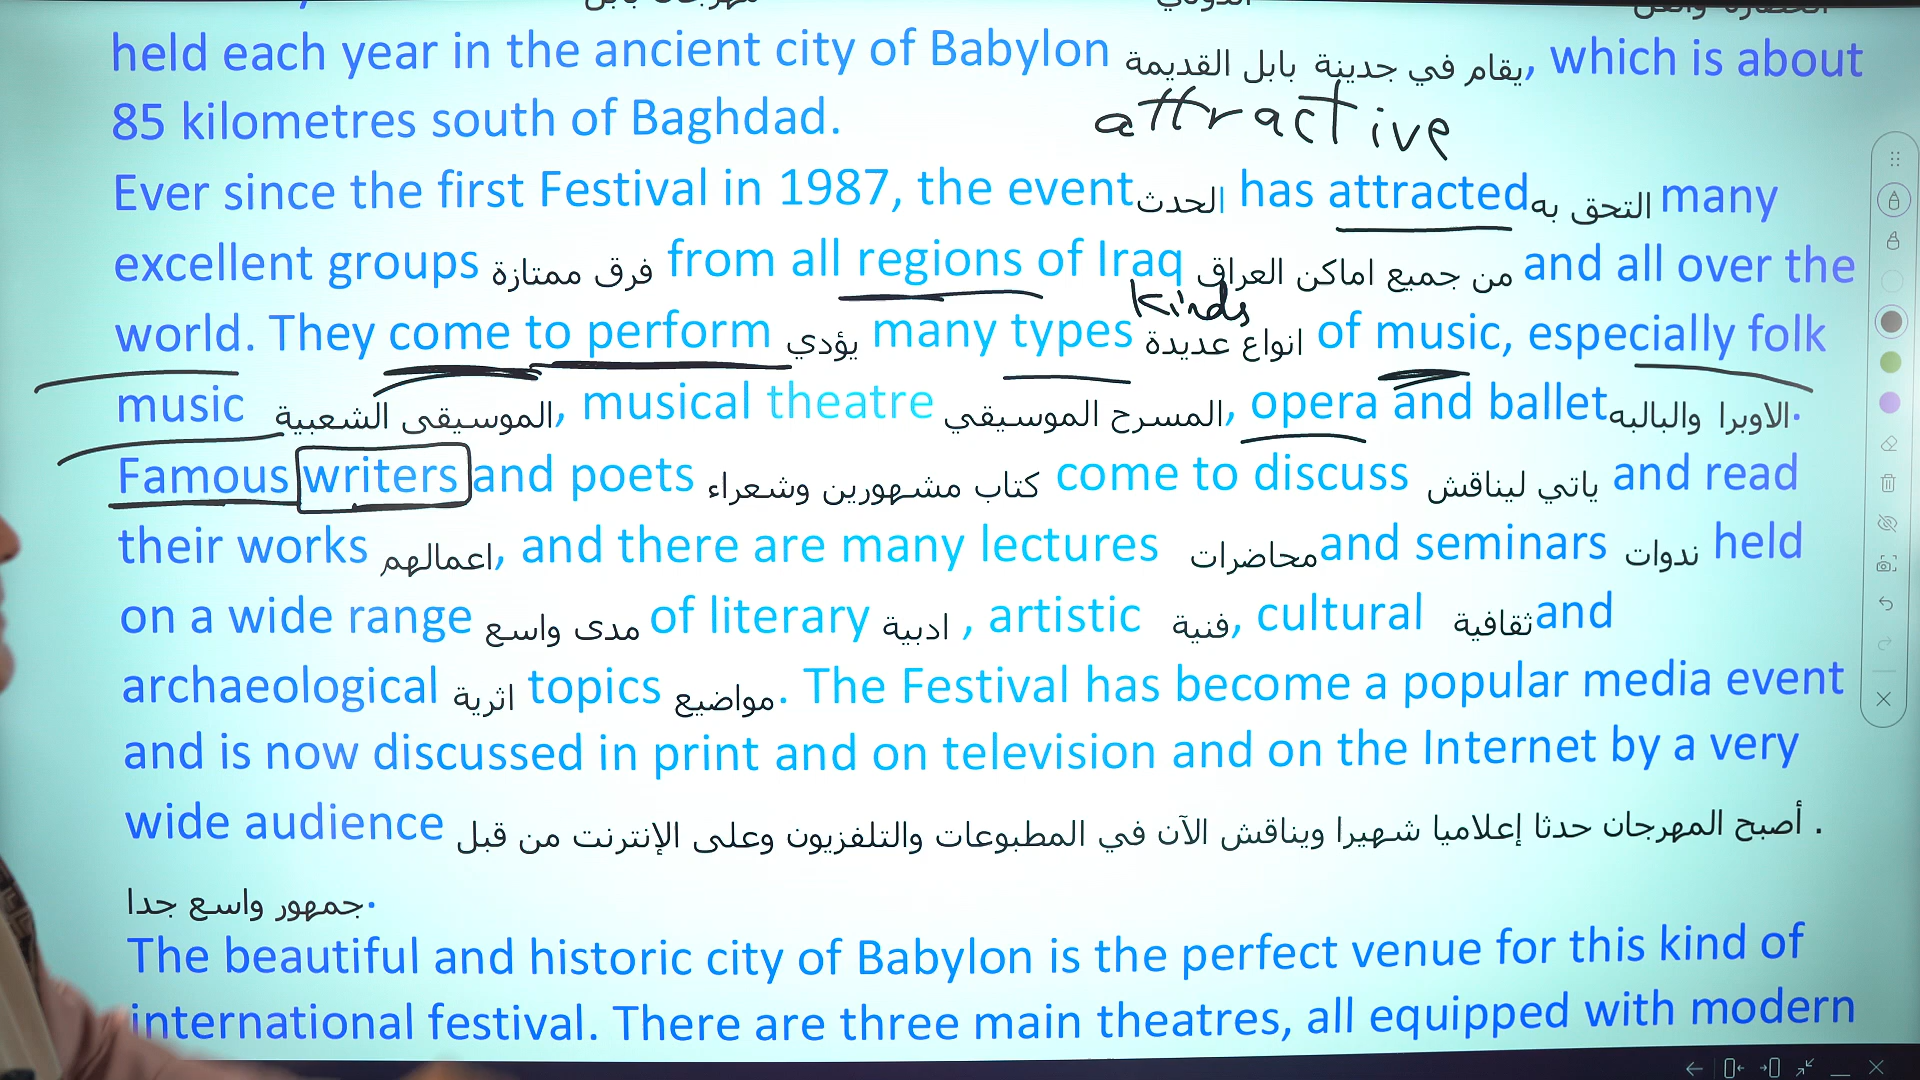 held each year in the ancient city of Babylon يقام في جدينة بابل القديمة, which is about
85 kilometres south of Baghdad.
attractive
Ever since the first Festival in 1987, the event الحدث has attracted التحق به many
excellent groups فرق ممتازة from all regions of Iraq من جميع اماكن العراق and all over the
kinds
world. They come to perform يؤدي many types انواع عديدة of music, especially folk
music الموسيقى الشعبية, musical theatre المسرح الموسيقي, opera and ballet الاوبرا والباليه.
Famous writers and poets كتاب مشهورين وشعراء come to discuss ياتي ليناقش and read
their works اعمالهم, and there are many lectures محاضرات and seminars ندوات held
on a wide range مدى واسع of literary ادبية , artistic فنية, cultural ثقافية and
archaeological اثرية topics مواضيع. The Festival has become a popular media event
and is now discussed in print and on television and on the Internet by a very
wide audience أصبح المهرجان حدثا إعلاميا شهيرا ويناقش الآن في المطبوعات والتلفزيون وعلى الإنترنت من قبل .
جمهور واسع جدا.
The beautiful and historic city of Babylon is the perfect venue for this kind of
international festival. There are three main theatres, all equipped with modern